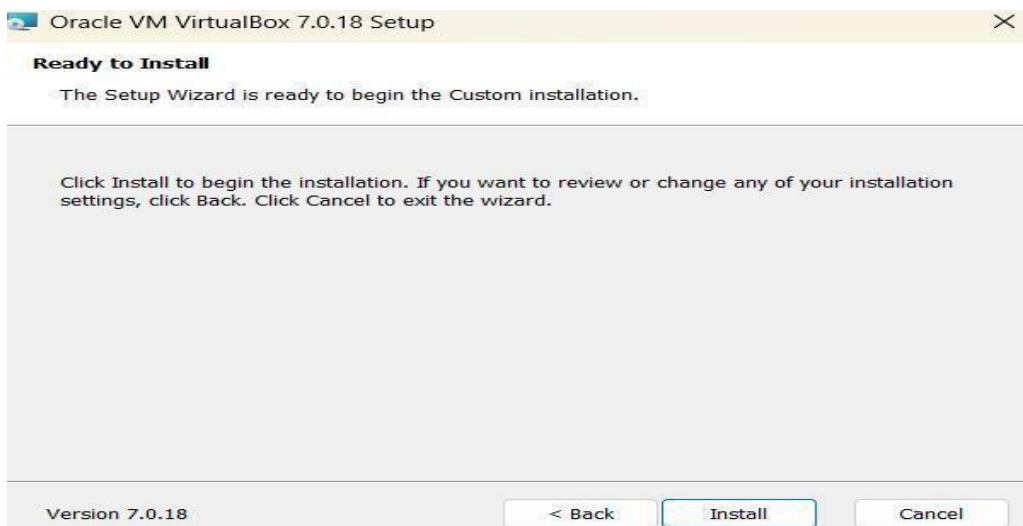 Oracle VM VirtualBox 7.0.18 Setup
Ready to Install
The Setup Wizard is ready to begin the Custom installation.
Click Install to begin the installation. If you want to review or change any of your installation
settings, click Back. Click Cancel to exit the wizard.
Version 7.0.18
< Back
Install
Cancel